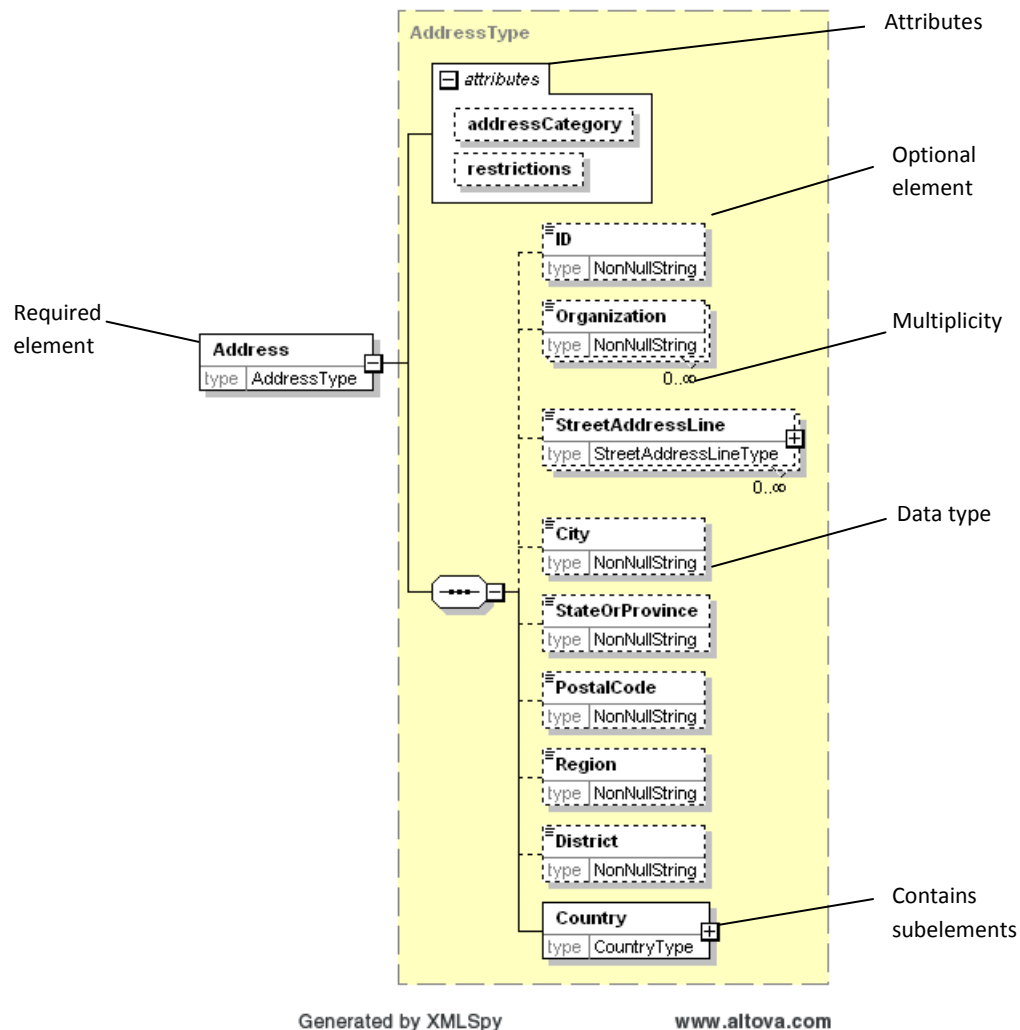 AddressType
Attributes
attributes
addressCategory
restrictions
Optional
element
ID
type NonNullString
Required
element
Organization
type NonNullString
0..∞
Multiplicity
Address
type AddressType
StreetAddressLine
type StreetAddressLineType
0..∞
Data type
City
type NonNullString
StateOrProvince
type NonNullString
PostalCode
type NonNullString
Region
type NonNullString
District
type NonNullString
Country
type CountryType
Contains
subelements
Generated by XMLSpy
www.altova.com